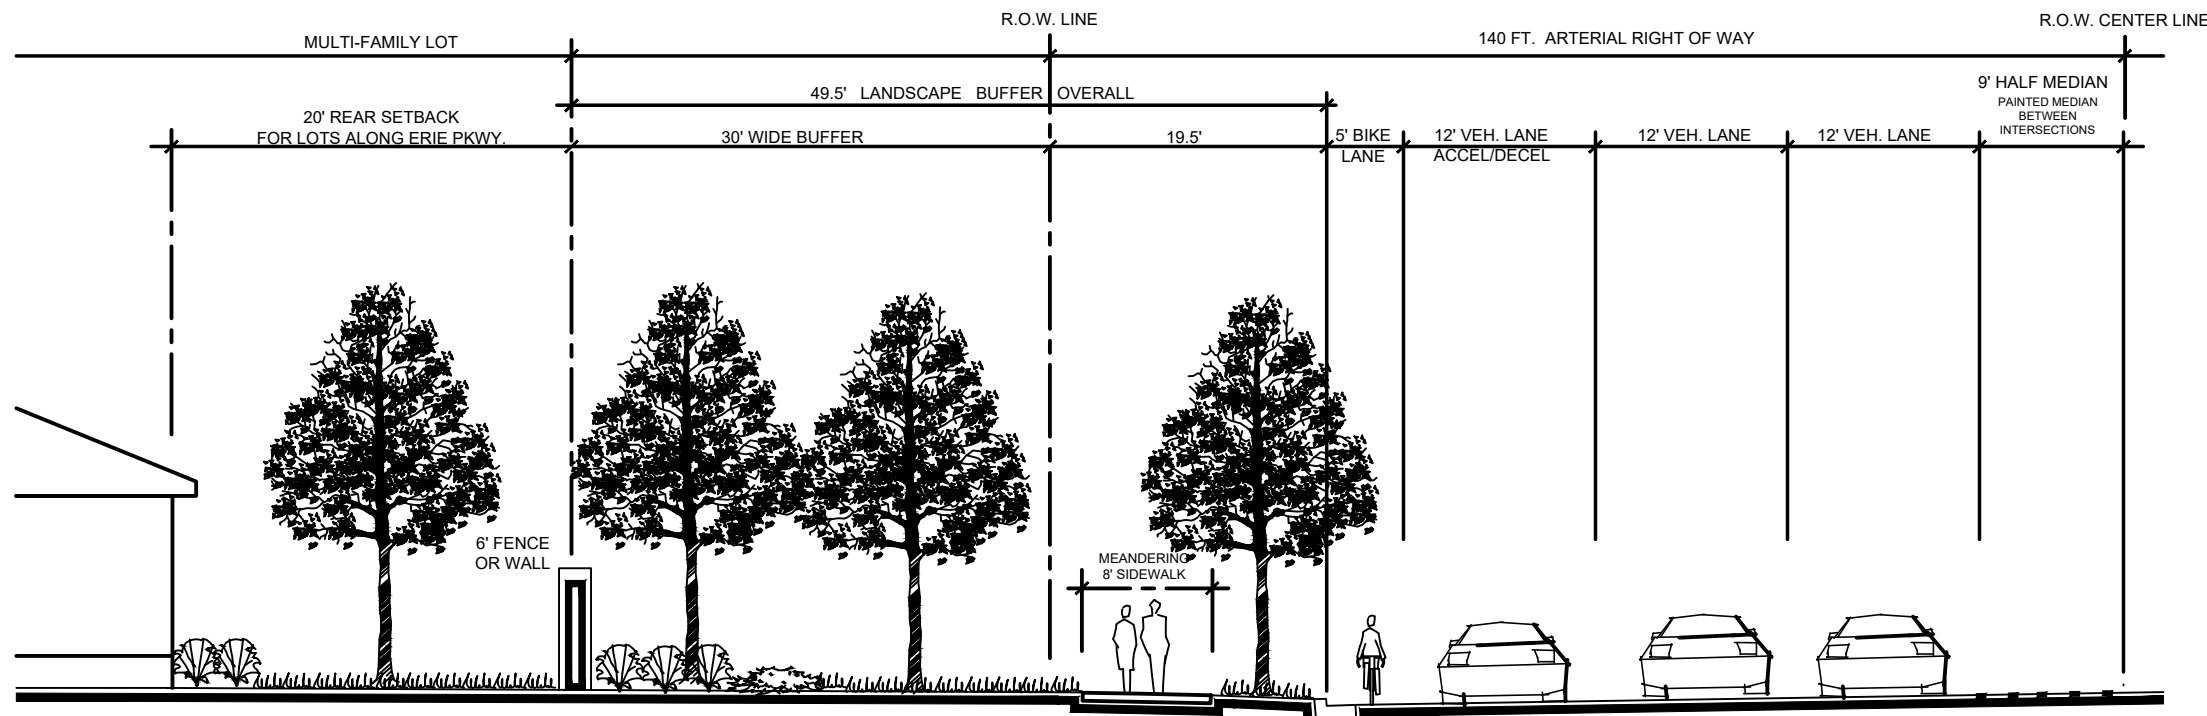 R.O.W. LINE
R.O.W. CENTER LINE
MULTI-FAMILY LOT
140 FT. ARTERIAL RIGHT OF WAY
49.5' LANDSCAPE BUFFER OVERALL
9' HALF MEDIAN
PAINTED MEDIAN
BETWEEN
INTERSECTIONS
20' REAR SETBACK
FOR LOTS ALONG ERIE PKWY.
30' WIDE BUFFER
19.5'
5' BIKE
LANE
12' VEH. LANE
ACCEL/DECEL
12' VEH. LANE
12' VEH. LANE
6' FENCE
OR WALL
MEANDERING
8' SIDEWALK